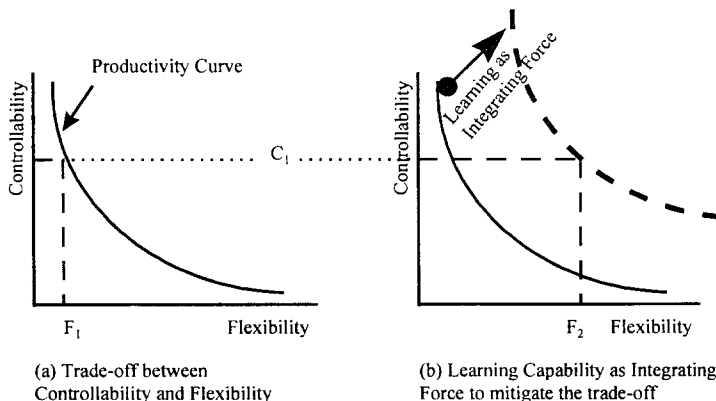 Productivity Curve
Controllability
C₁
F₁
Flexibility
(a) Trade-off between
Controllability and Flexibility
Learning as
Integrating Force
Controllability
F₂
Flexibility
(b) Learning Capability as Integrating
Force to mitigate the trade-off